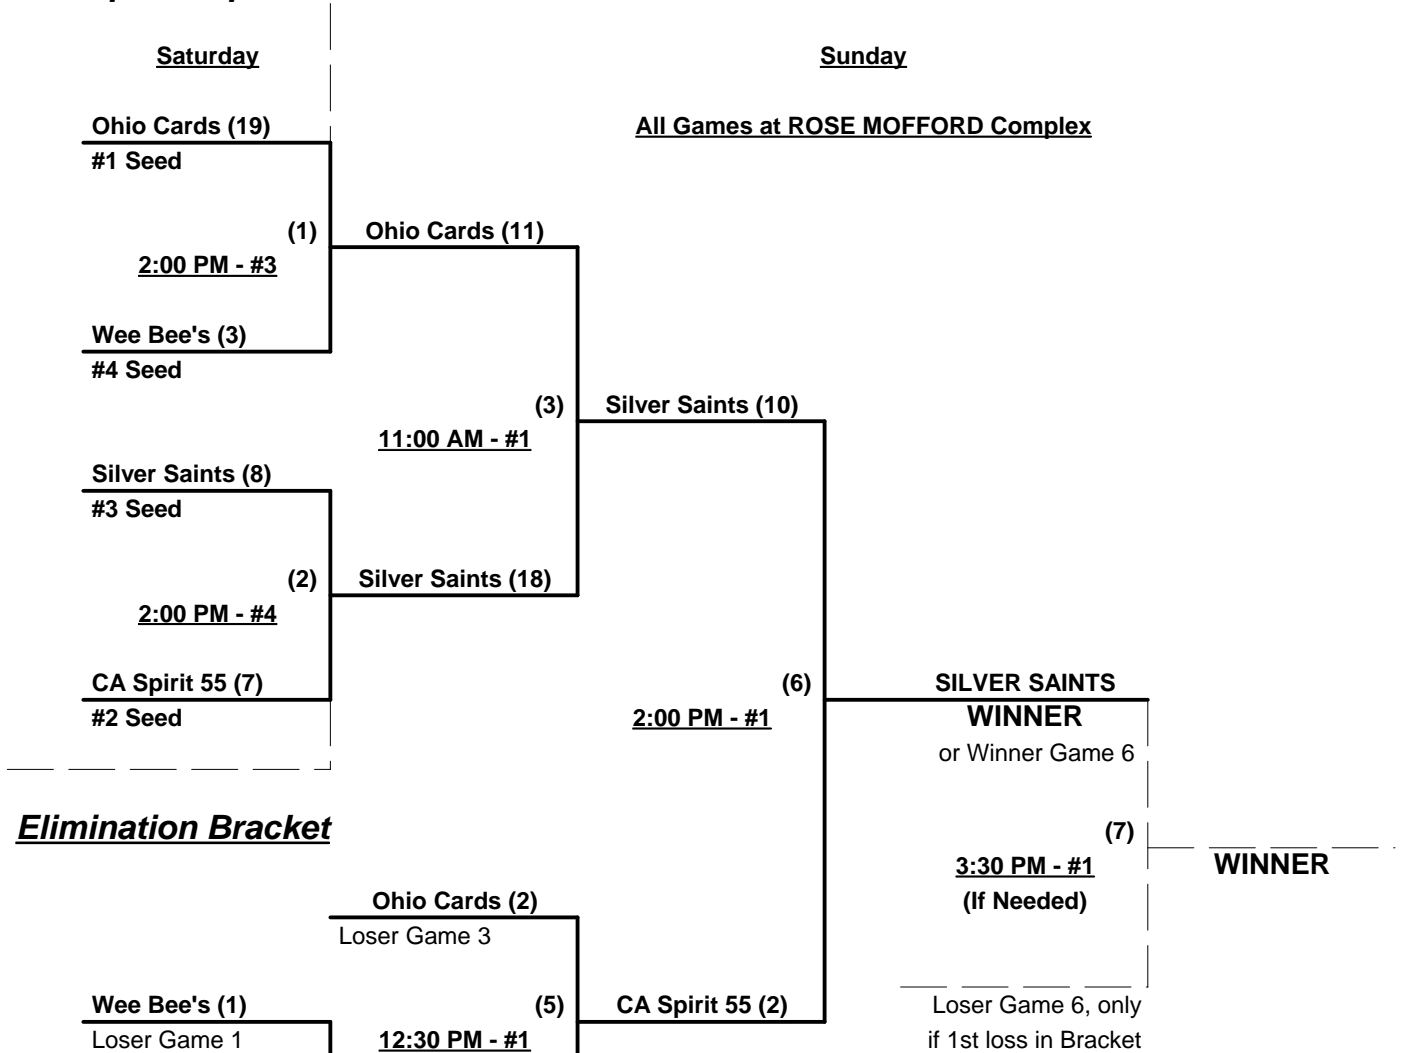 Saturday
Sunday
Ohio Cards (19)
All Games at ROSE MOFFORD Complex
#1 Seed
(1)
Ohio Cards (11)
2:00 PM - #3
Wee Bee's (3)
#4 Seed
(3)
Silver Saints (10)
11:00 AM - #1
Silver Saints (8)
#3 Seed
(2)
Silver Saints (18)
2:00 PM - #4
CA Spirit 55 (7)
#2 Seed
(6)
SILVER SAINTS
2:00 PM - #1
WINNER
or Winner Game 6
Elimination Bracket
(7)
3:30 PM - #1
WINNER
(If Needed)
Ohio Cards (2)
Loser Game 3
Wee Bee's (1)
(5)
CA Spirit 55 (2)
Loser Game 6, only
Loser Game 1
12:30 PM - #1
if 1st loss in Bracket